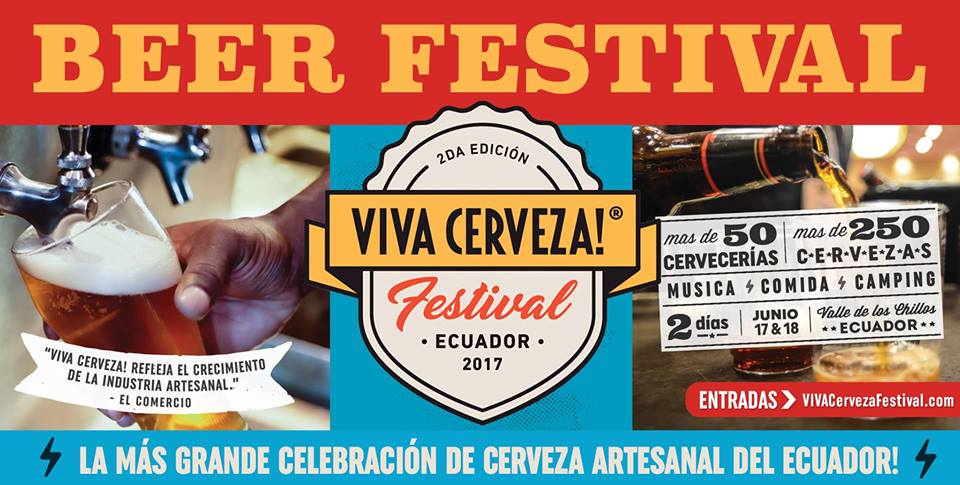 BEER FESTIVAL
2DA EDICIÓN
VIVA CERVEZA!®
Festival
· ECUADOR ·
2017
"VIVA CERVEZA! REFLEJA EL CRECIMIENTO
DE LA INDUSTRIA ARTESANAL."
- EL COMERCIO
mas de 50
CERVECERÍAS
mas de 250
C★E★R★V★E★Z★A★S
MUSICA COMIDA CAMPING
2 días
JUNIO
17 & 18
Valle de los Chillos
★★ ECUADOR ★★
ENTRADAS VIVACervezaFestival.com
LA MÁS GRANDE CELEBRACIÓN DE CERVEZA ARTESANAL DEL ECUADOR!